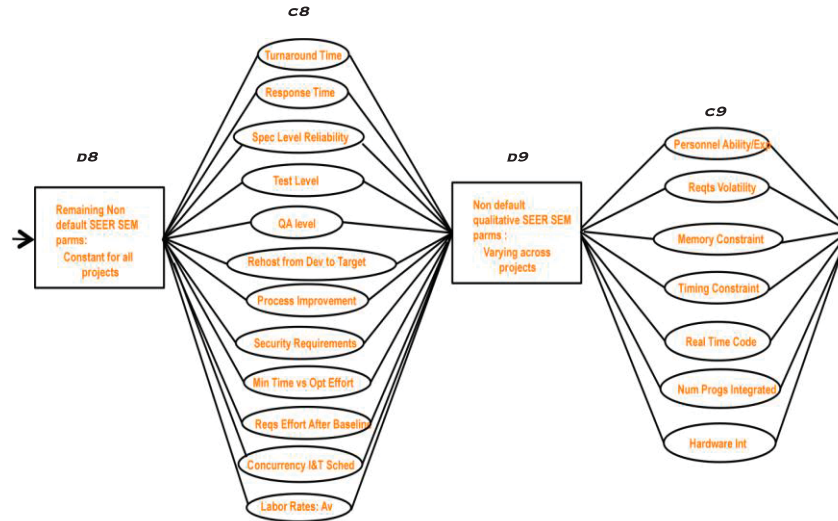 C8
Turnaround Time
Response Time
Spec Level Reliability
Test Level
QA level
Rehost from Dev to Target
Process Improvement
Security Requirements
Min Time vs Opt Effort
Reqs Effort After Baseline
Concurrency I&T Sched
Labor Rates: Av
D8
Remaining Non
default SEER SEM
parms:
Constant for all
projects
D9
Non default
qualitative SEER SEM
parms :
Varying across
projects
C9
Personnel Ability/Exp
Reqts Volatility
Memory Constraint
Timing Constraint
Real Time Code
Num Progs Integrated
Hardware Int